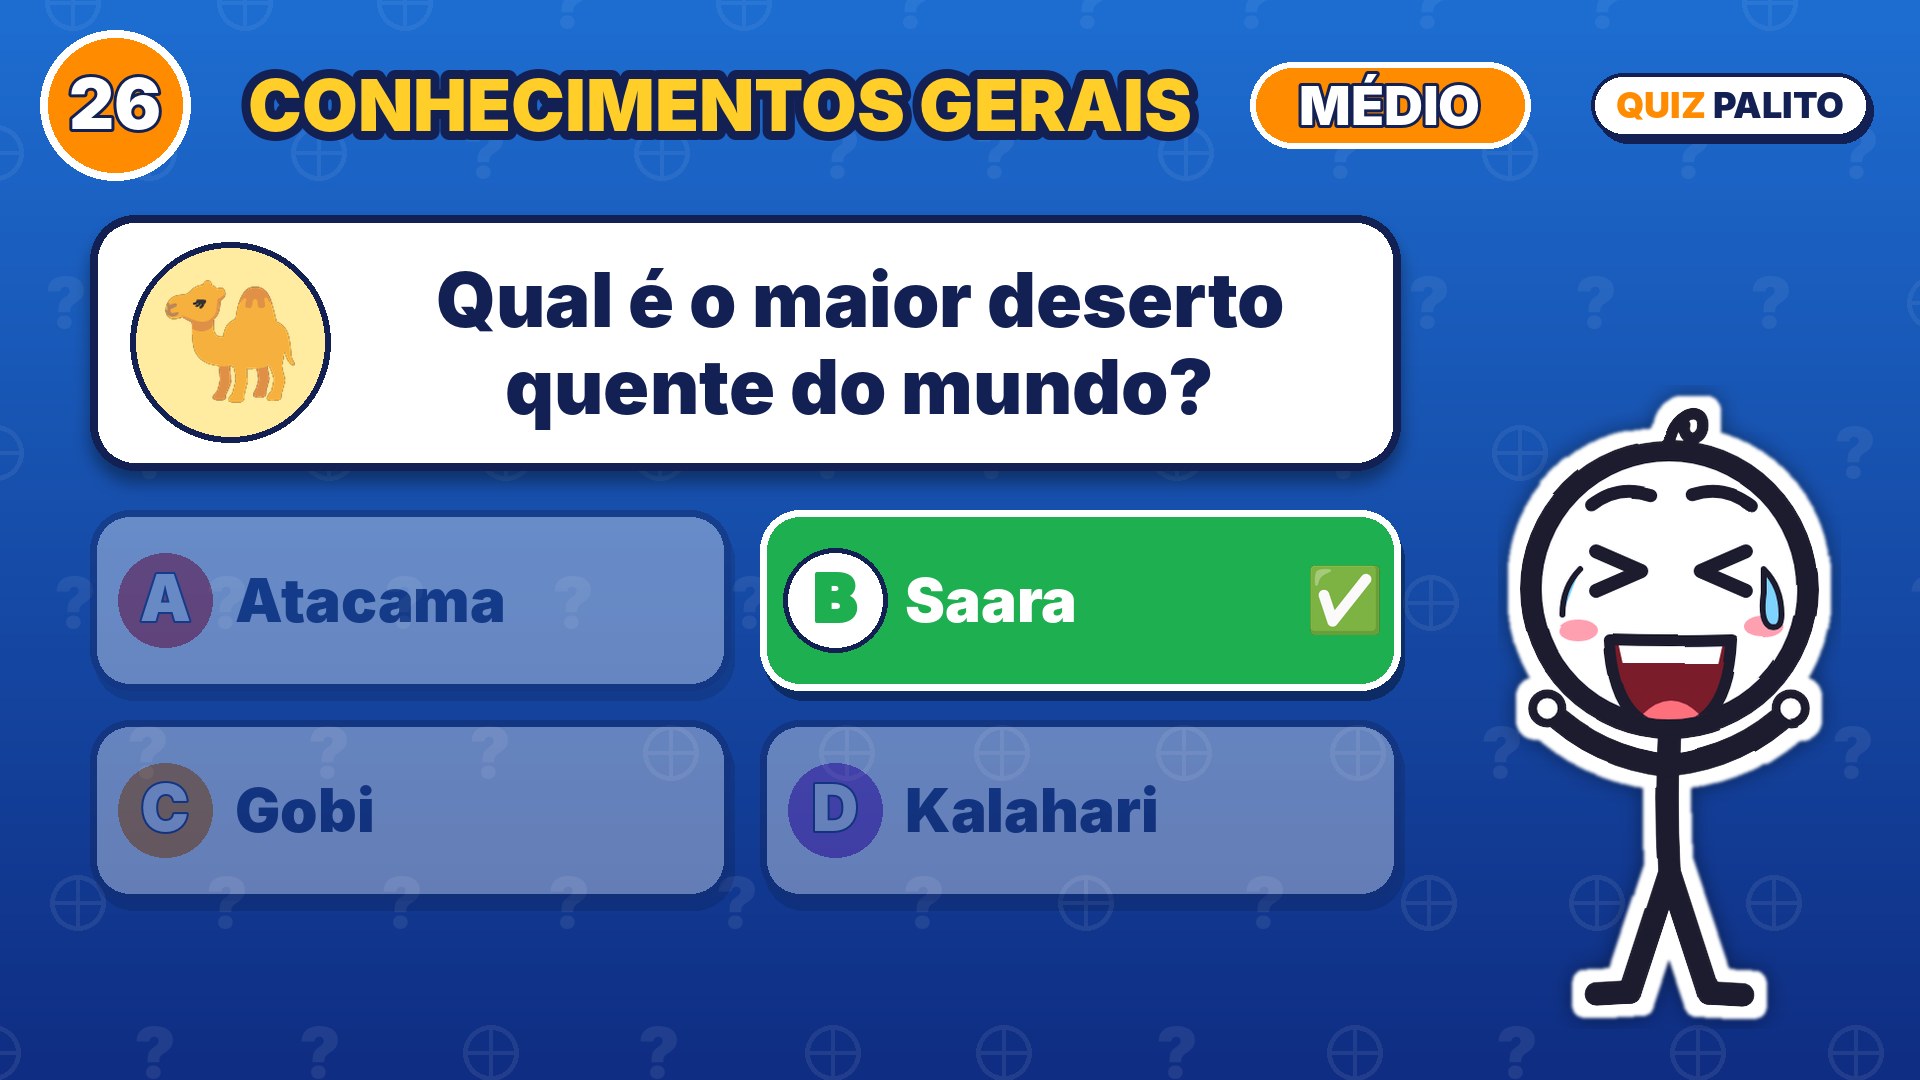 26
CONHECIMENTOS GERAIS
MÉDIO
QUIZ PALITO
Qual é o maior deserto
quente do mundo?
A Atacama
B Saara
C Gobi
D Kalahari